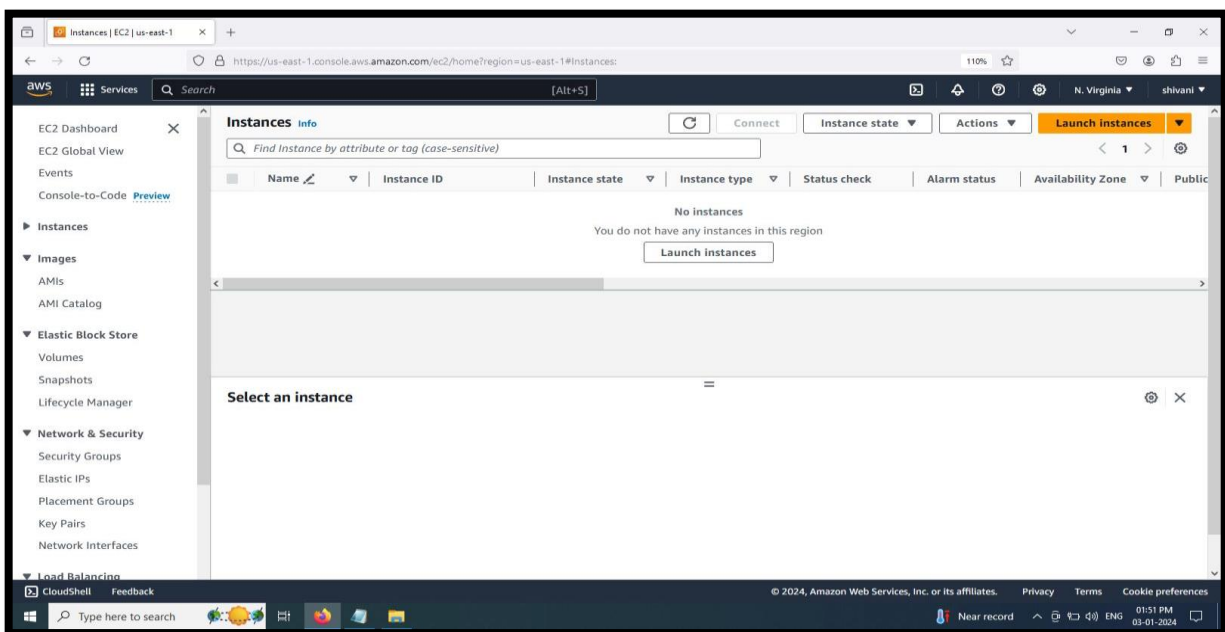 Instances | EC2 | us-east-1
https://us-east-1.console.aws.amazon.com/ec2/home?region=us-east-1#Instances:
110%
aws
Services
Search
[Alt+S]
N. Virginia
shivani
EC2 Dashboard
EC2 Global View
Events
Console-to-Code Preview
Instances
Images
AMIs
AMI Catalog
Elastic Block Store
Volumes
Snapshots
Lifecycle Manager
Network & Security
Security Groups
Elastic IPs
Placement Groups
Key Pairs
Network Interfaces
Load Balancing
Instances Info
Connect
Instance state
Actions
Launch instances
Find Instance by attribute or tag (case-sensitive)
1
Name
Instance ID
Instance state
Instance type
Status check
Alarm status
Availability Zone
Public
No instances
You do not have any instances in this region
Launch instances
Select an instance
CloudShell
Feedback
© 2024, Amazon Web Services, Inc. or its affiliates.
Privacy
Terms
Cookie preferences
Type here to search
Near record
ENG
01:51 PM
03-01-2024